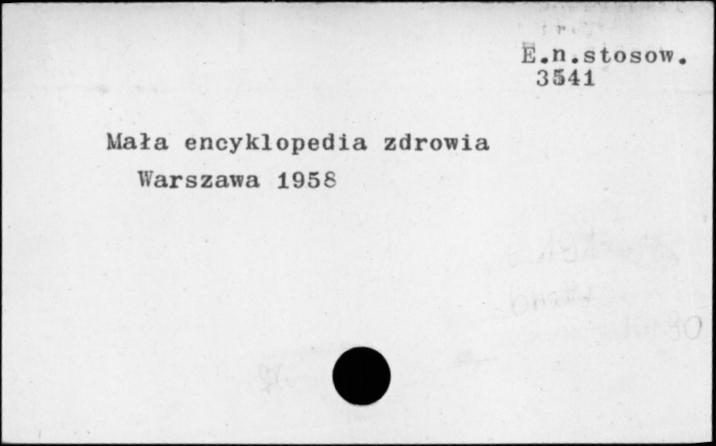 E.n.stosow.
3541
Mała encyklopedia zdrowia
Warszawa 1958